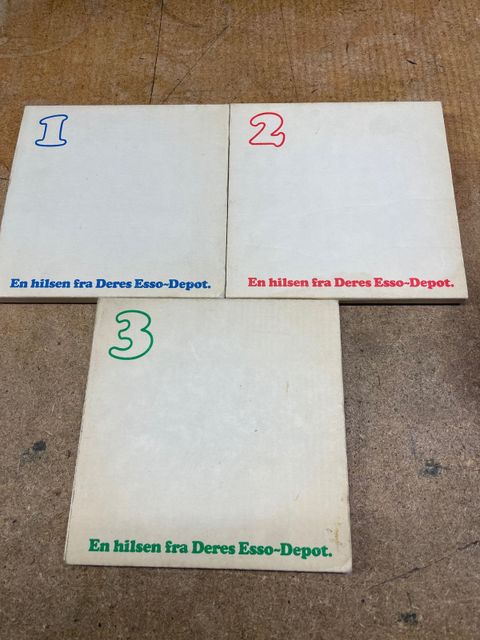 1
En hilsen fra Deres Esso-Depot.
2
En hilsen fra Deres Esso-Depot.
3
En hilsen fra Deres Esso-Depot.